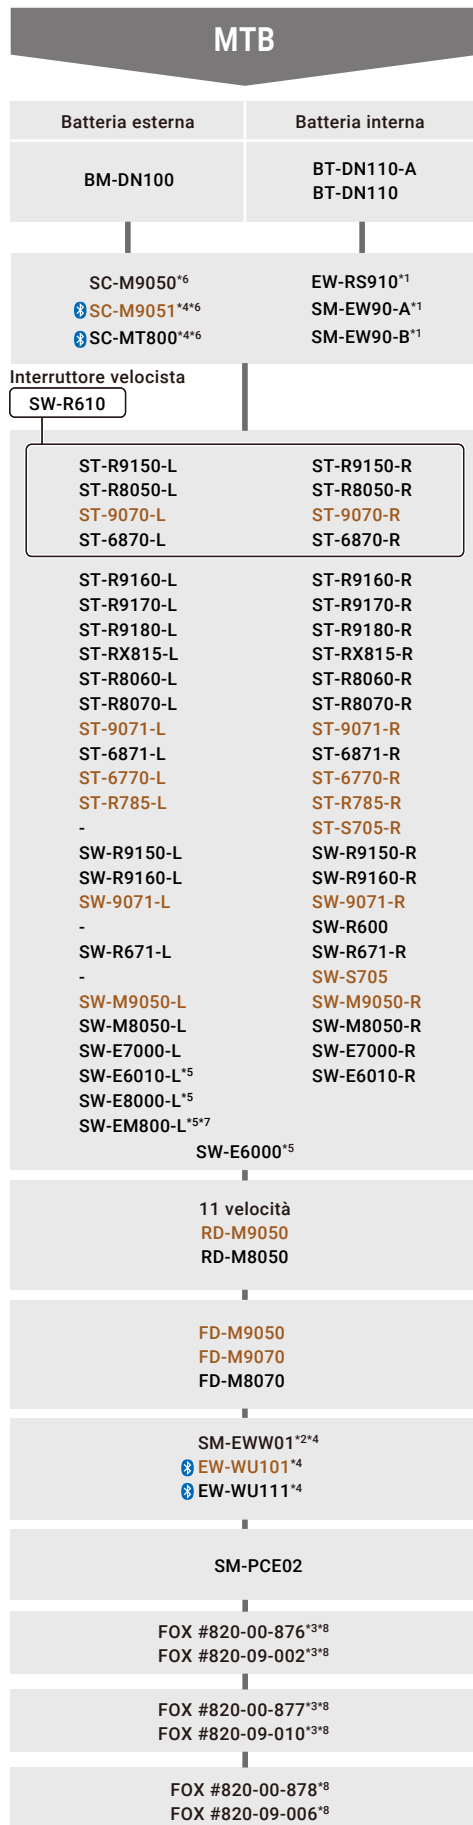 MTB
Batteria esterna Batteria interna
BM-DN100 BT-DN110-A
BT-DN110
SC-M9050*6 EW-RS910*1
SC-M9051*4*6 SM-EW90-A*1
SC-MT800*4*6 SM-EW90-B*1
Interruttore velocista
SW-R610
ST-R9150-L ST-R9150-R
ST-R8050-L ST-R8050-R
ST-9070-L ST-9070-R
ST-6870-L ST-6870-R
ST-R9160-L ST-R9160-R
ST-R9170-L ST-R9170-R
ST-R9180-L ST-R9180-R
ST-RX815-L ST-RX815-R
ST-R8060-L ST-R8060-R
ST-R8070-L ST-R8070-R
ST-9071-L ST-9071-R
ST-6871-L ST-6871-R
ST-6770-L ST-6770-R
ST-R785-L ST-R785-R
- ST-S705-R
SW-R9150-L SW-R9150-R
SW-R9160-L SW-R9160-R
SW-9071-L SW-9071-R
- SW-R600
SW-R671-L SW-R671-R
- SW-S705
SW-M9050-L SW-M9050-R
SW-M8050-L SW-M8050-R
SW-E7000-L SW-E7000-R
SW-E6010-L*5 SW-E6010-R
SW-E8000-L*5
SW-EM800-L*5*7
SW-E6000*5
11 velocità
RD-M9050
RD-M8050
FD-M9050
FD-M9070
FD-M8070
SM-EWW01*2*4
EW-WU101*4
EW-WU111*4
SM-PCE02
FOX #820-00-876*3*8
FOX #820-09-002*3*8
FOX #820-00-877*3*8
FOX #820-09-010*3*8
FOX #820-00-878*8
FOX #820-09-006*8